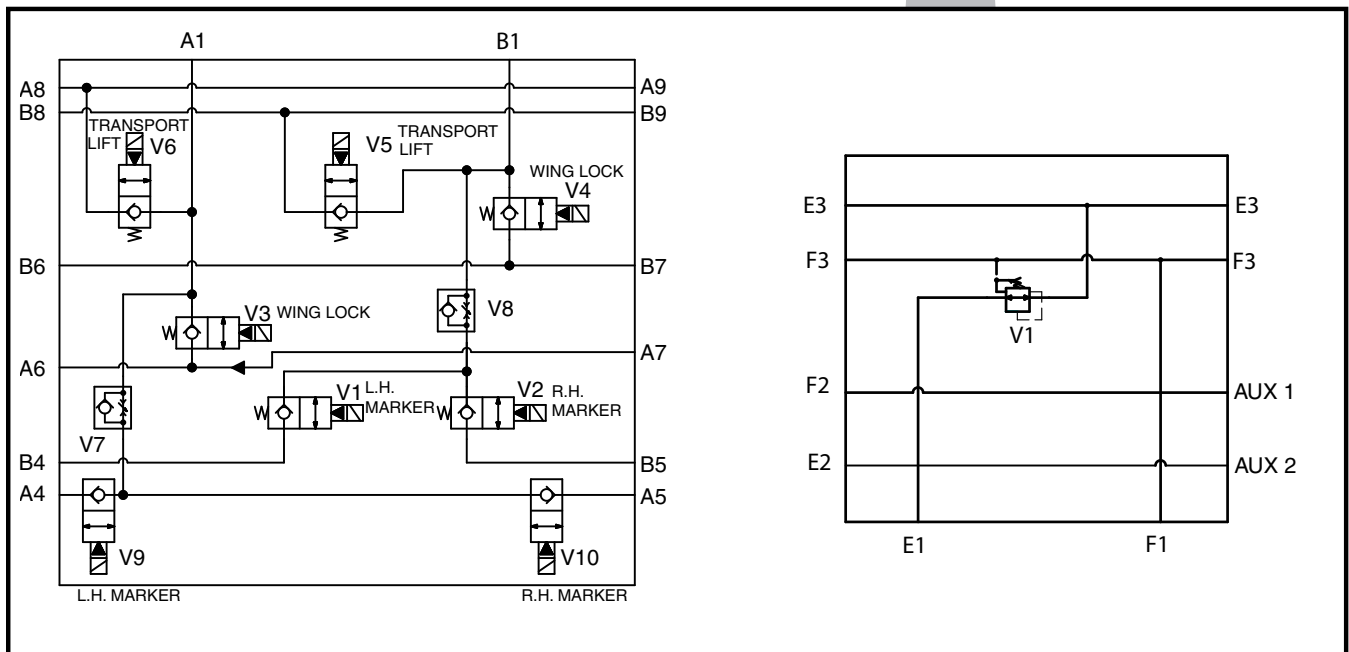 A1 B1
A8 A9
B8 B9
TRANSPORT
LIFT V6
V5 TRANSPORT
LIFT
WING LOCK
V4
B6 B7
V3 WING LOCK
V8
A6 A7
V7
V1 L.H.
MARKER
V2 R.H.
MARKER
B4 B5
A4 A5
V9 V10
L.H. MARKER R.H. MARKER
E3 E3
F3 F3
V1
F2 AUX 1
E2 AUX 2
E1 F1